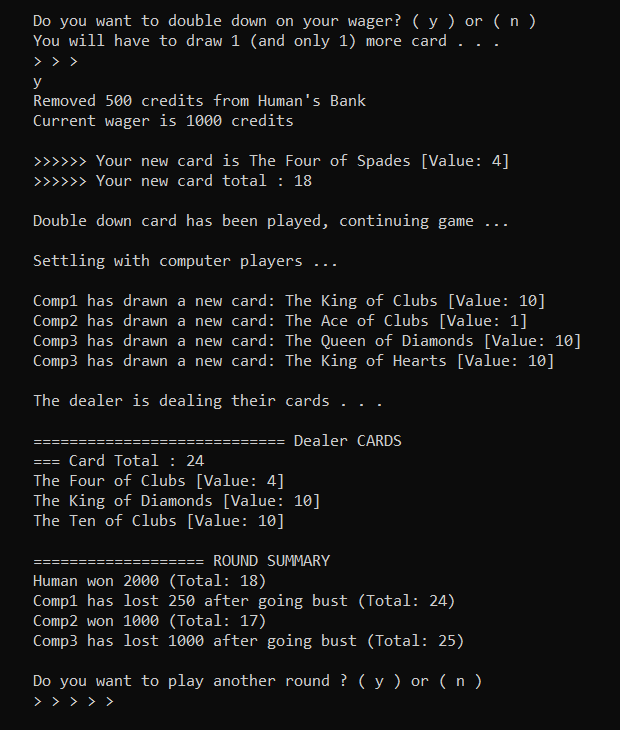 Do you want to double down on your wager? ( y ) or ( n )
You will have to draw 1 (and only 1) more card . . .
> > >
y
Removed 500 credits from Human's Bank
Current wager is 1000 credits
>>>>>> Your new card is The Four of Spades [Value: 4]
>>>>>> Your new card total : 18
Double down card has been played, continuing game ...
Settling with computer players ...
Comp1 has drawn a new card: The King of Clubs [Value: 10]
Comp2 has drawn a new card: The Ace of Clubs [Value: 1]
Comp3 has drawn a new card: The Queen of Diamonds [Value: 10]
Comp3 has drawn a new card: The King of Hearts [Value: 10]
The dealer is dealing their cards . . .
============================ Dealer CARDS
=== Card Total : 24
The Four of Clubs [Value: 4]
The King of Diamonds [Value: 10]
The Ten of Clubs [Value: 10]
=================== ROUND SUMMARY
Human won 2000 (Total: 18)
Comp1 has lost 250 after going bust (Total: 24)
Comp2 won 1000 (Total: 17)
Comp3 has lost 1000 after going bust (Total: 25)
Do you want to play another round ? ( y ) or ( n )
> > > > >